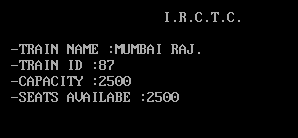 I.R.C.T.C.
-TRAIN NAME :MUMBAI RAJ.
-TRAIN ID :87
-CAPACITY :2500
-SEATS AVAILABE :2500